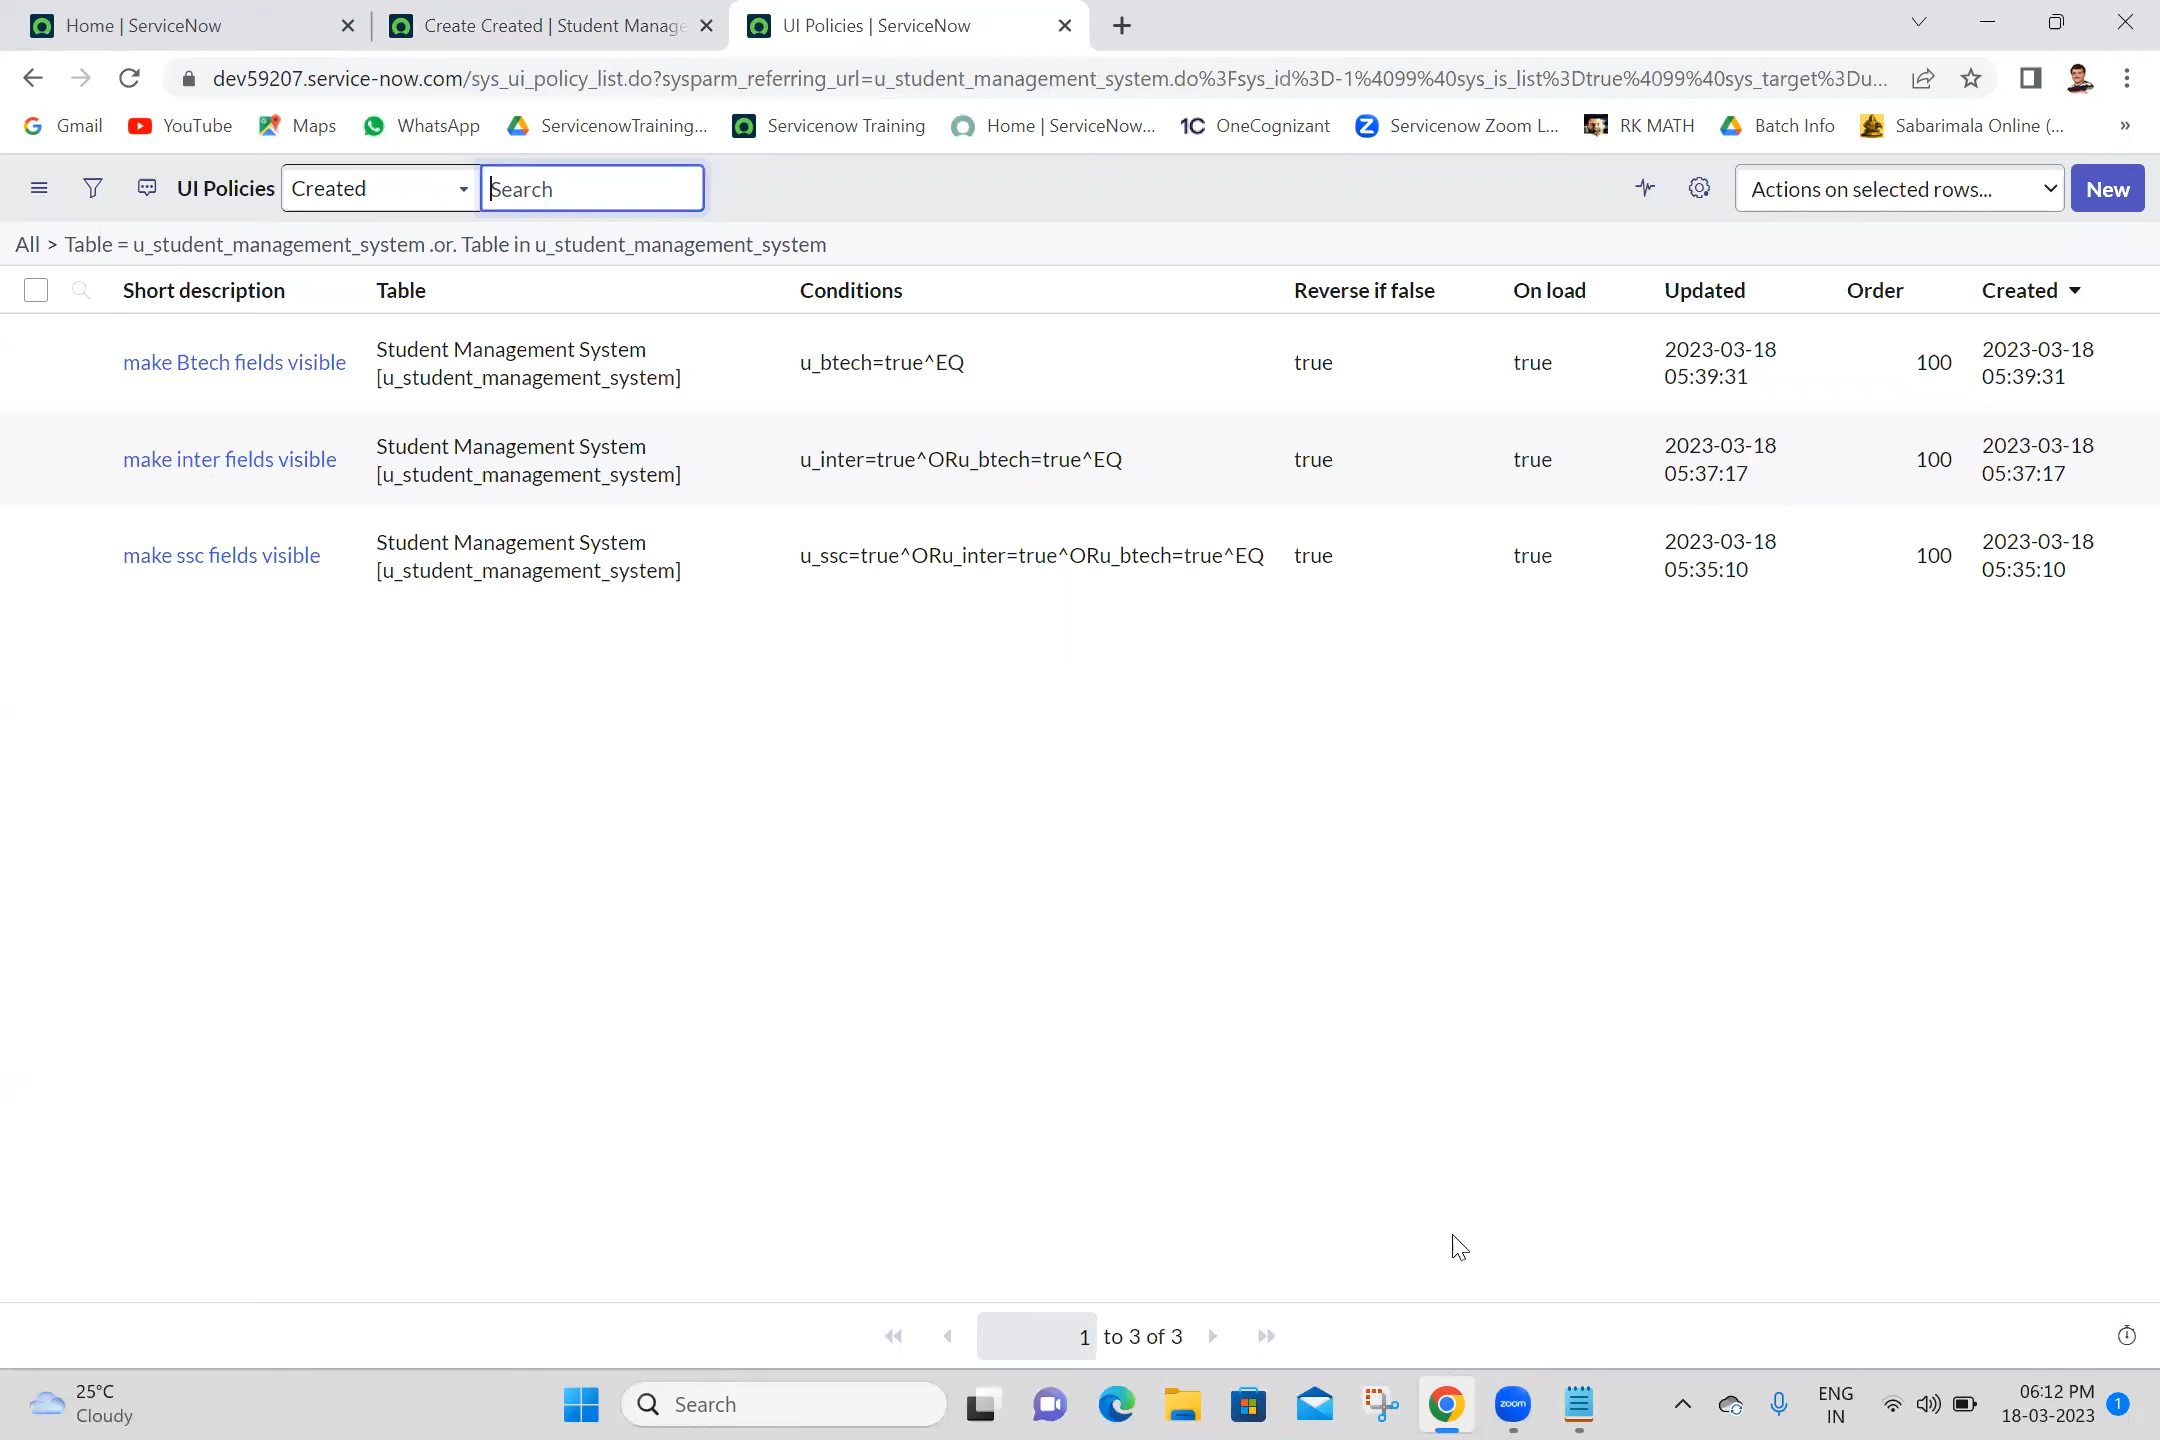 Home | ServiceNow
Create Created | Student Manage
UI Policies | ServiceNow
dev59207.service-now.com/sys_ui_policy_list.do?sysparm_referring_url=u_student_management_system.do%3Fsys_id%3D-1%4099%40sys_is_list%3Dtrue%4099%40sys_target%3Du...
Gmail YouTube Maps WhatsApp ServicenowTraining... Servicenow Training Home | ServiceNow... 1C OneCognizant Servicenow Zoom L... RK MATH Batch Info Sabarimala Online (... »
UI Policies Created Search Actions on selected rows... New
All > Table = u_student_management_system .or. Table in u_student_management_system
Short description Table Conditions Reverse if false On load Updated Order Created
make Btech fields visible Student Management System [u_student_management_system] u_btech=true^EQ true true 2023-03-18 05:39:31 100 2023-03-18 05:39:31
make inter fields visible Student Management System [u_student_management_system] u_inter=true^ORu_btech=true^EQ true true 2023-03-18 05:37:17 100 2023-03-18 05:37:17
make ssc fields visible Student Management System [u_student_management_system] u_ssc=true^ORu_inter=true^ORu_btech=true^EQ true true 2023-03-18 05:35:10 100 2023-03-18 05:35:10
1 to 3 of 3
25°C
Cloudy
Search
zoom
ENG
IN
06:12 PM
18-03-2023
1